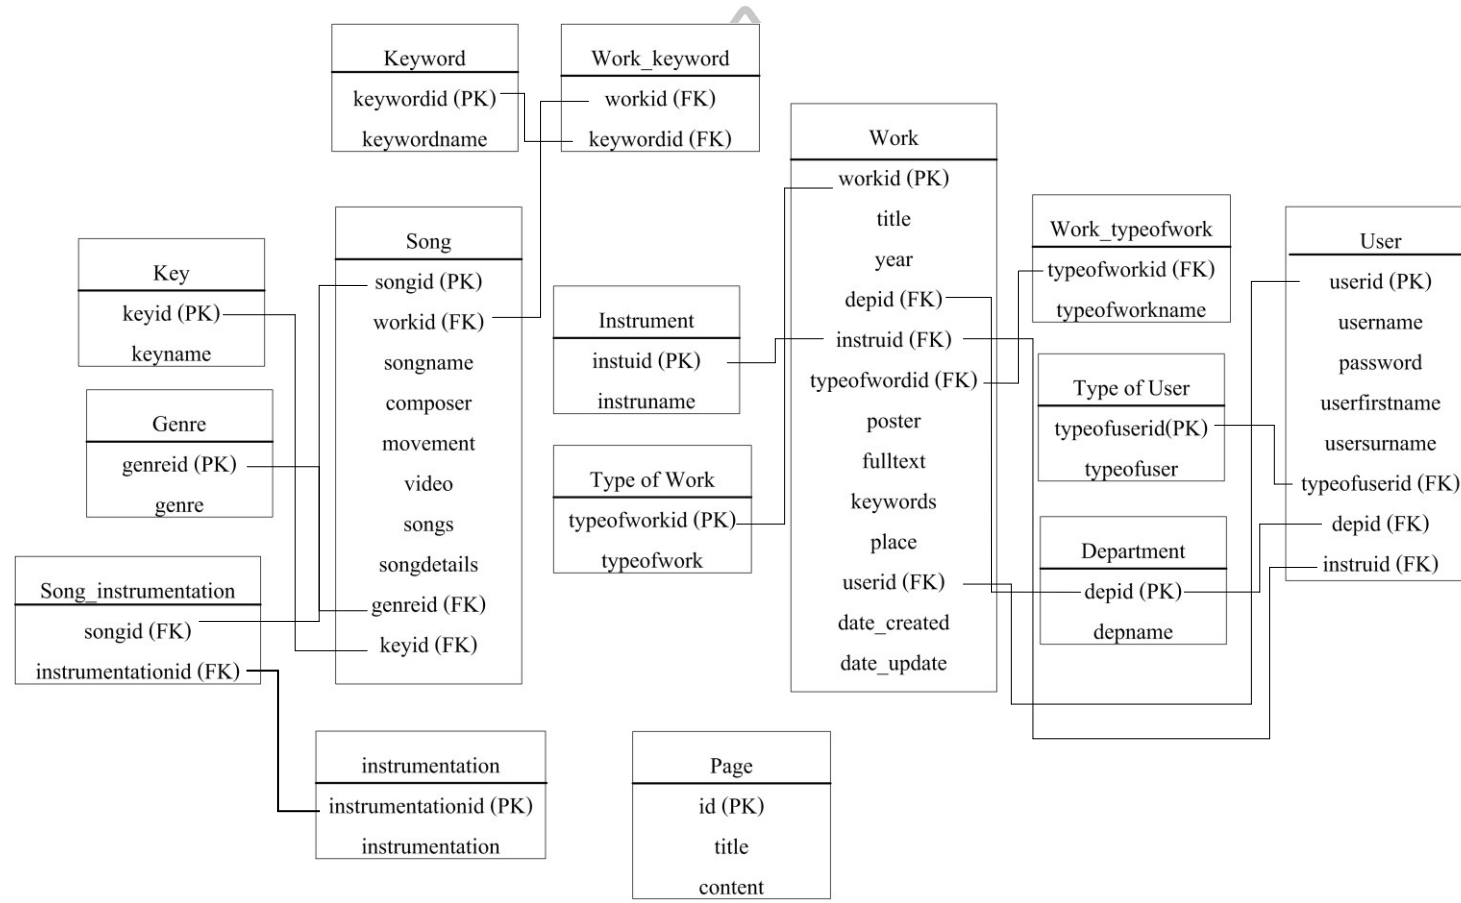 Keyword
keywordid (PK)
keywordname
Work_keyword
workid (FK)
keywordid (FK)
Work
workid (PK)
title
year
depid (FK)
instruid (FK)
typeofwordid (FK)
poster
fulltext
keywords
place
userid (FK)
date_created
date_update
Work_typeofwork
typeofworkid (FK)
typeofworkname
User
userid (PK)
username
password
userfirstname
usersurname
typeofuserid (FK)
depid (FK)
instruid (FK)
Song
songid (PK)
workid (FK)
songname
composer
movement
video
songs
songdetails
genreid (FK)
keyid (FK)
Key
keyid (PK)
keyname
Instrument
instuid (PK)
instruname
Type of User
typeofuserid(PK)
typeofuser
Genre
genreid (PK)
genre
Type of Work
typeofworkid (PK)
typeofwork
Department
depid (PK)
depname
Song_instrumentation
songid (FK)
instrumentationid (FK)
instrumentation
instrumentationid (PK)
instrumentation
Page
id (PK)
title
content